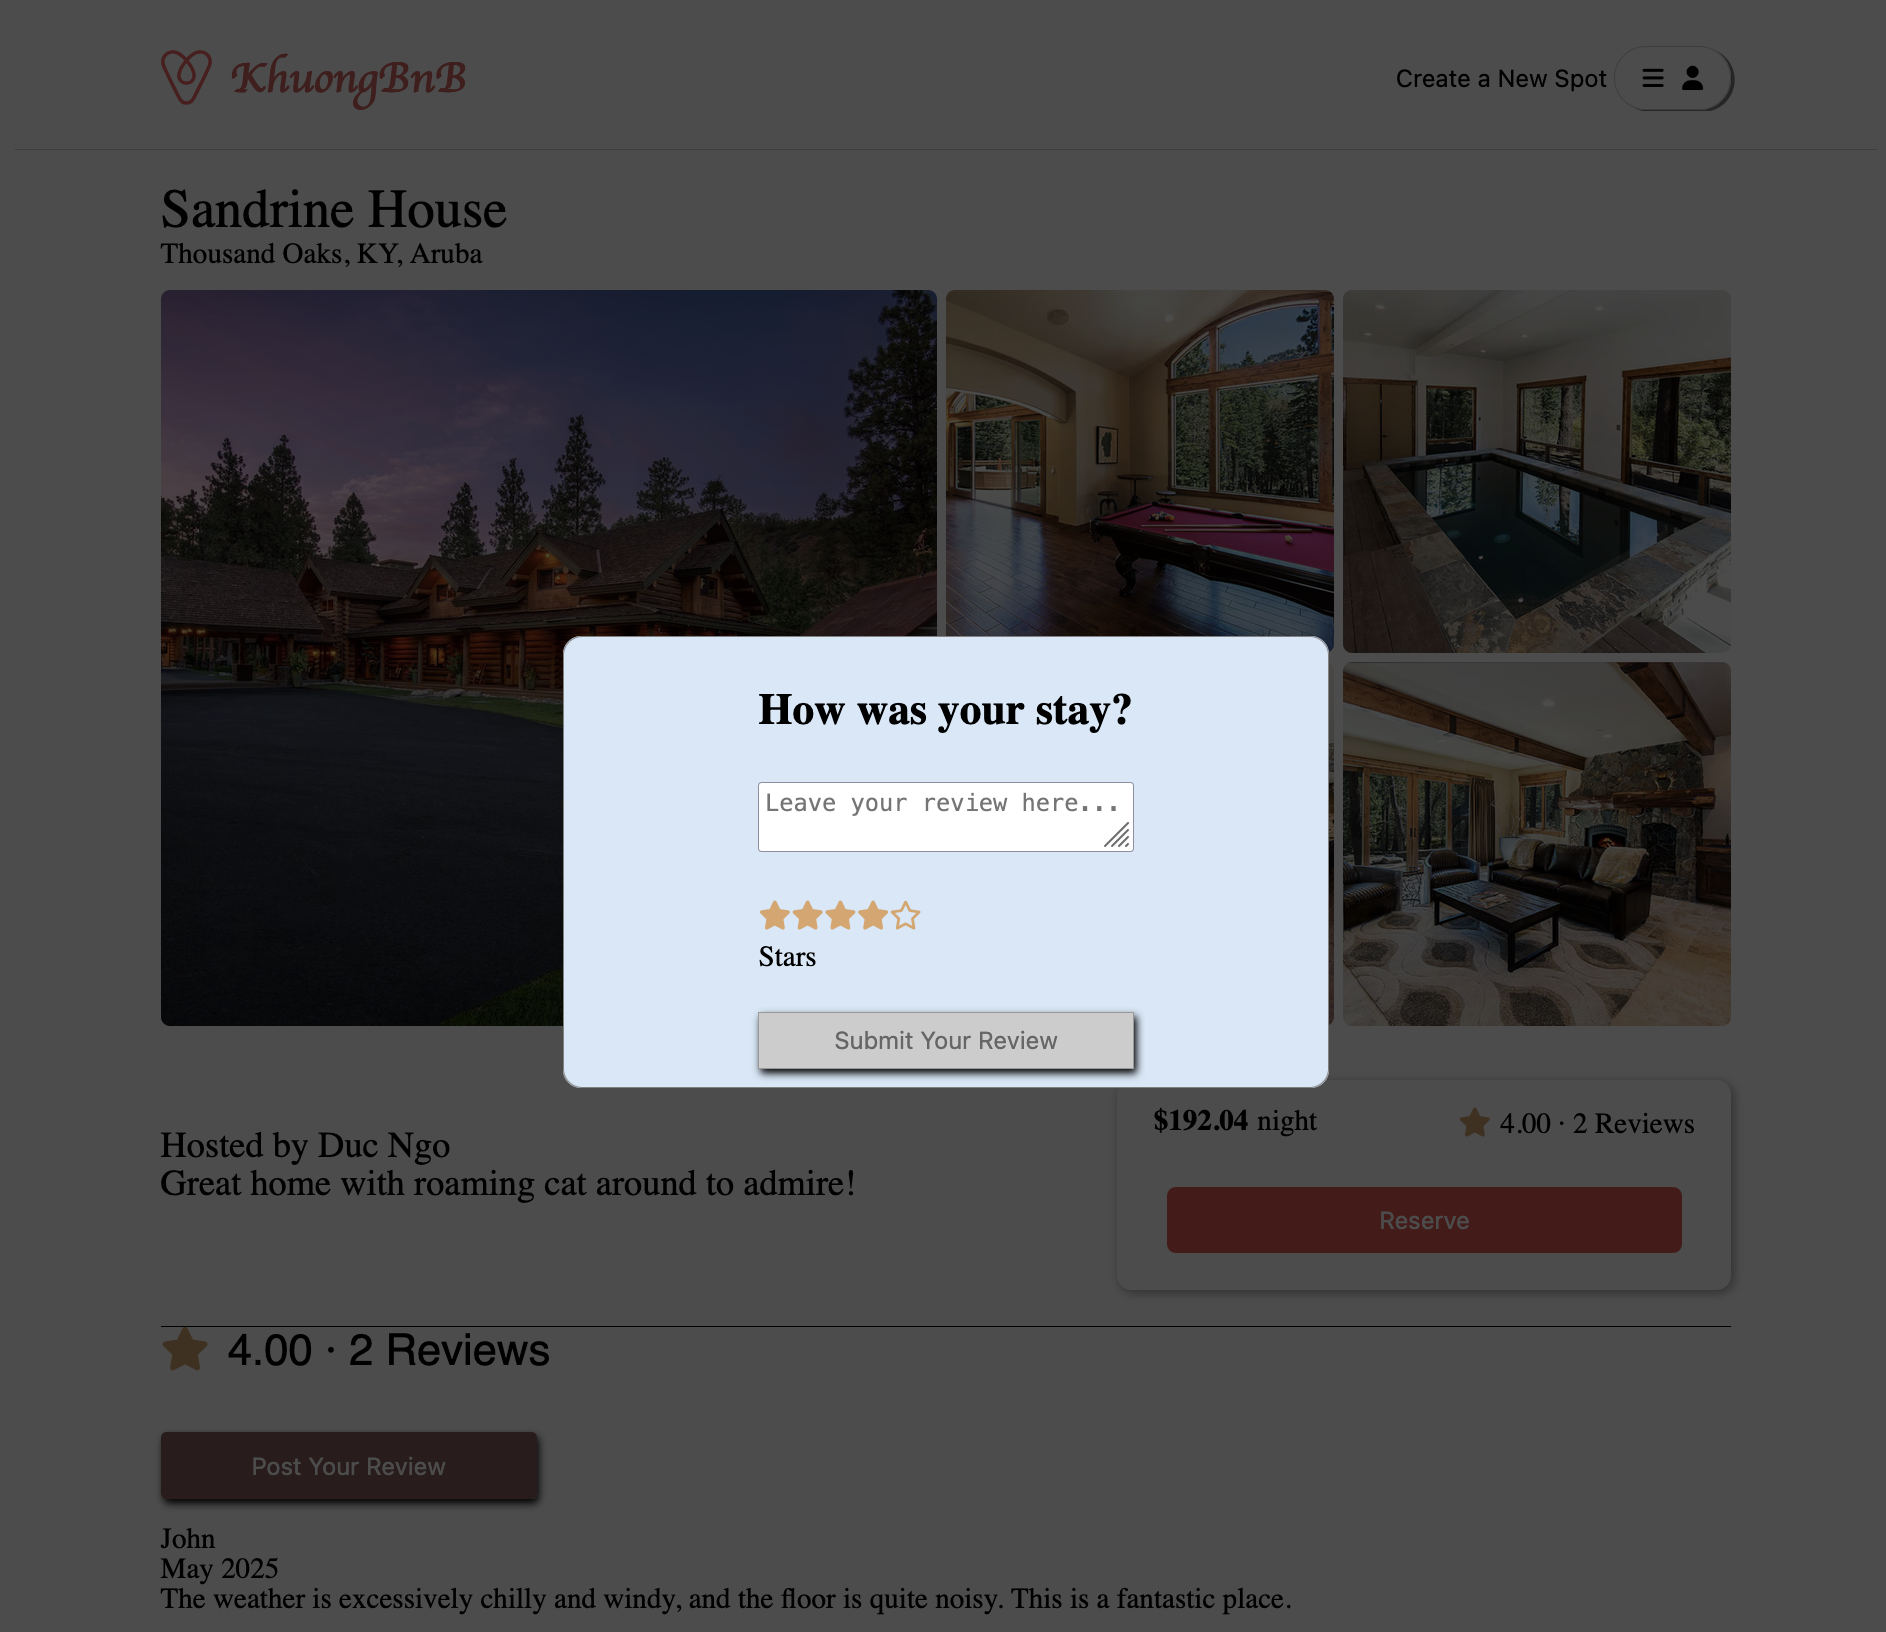 KhuongBnB
Create a New Spot
Sandrine House
Thousand Oaks, KY, Aruba
How was your stay?
Leave your review here...
Stars
Submit Your Review
$192.04 night
4.00 · 2 Reviews
Hosted by Duc Ngo
Great home with roaming cat around to admire!
Reserve
4.00 · 2 Reviews
Post Your Review
John
May 2025
The weather is excessively chilly and windy, and the floor is quite noisy. This is a fantastic place.